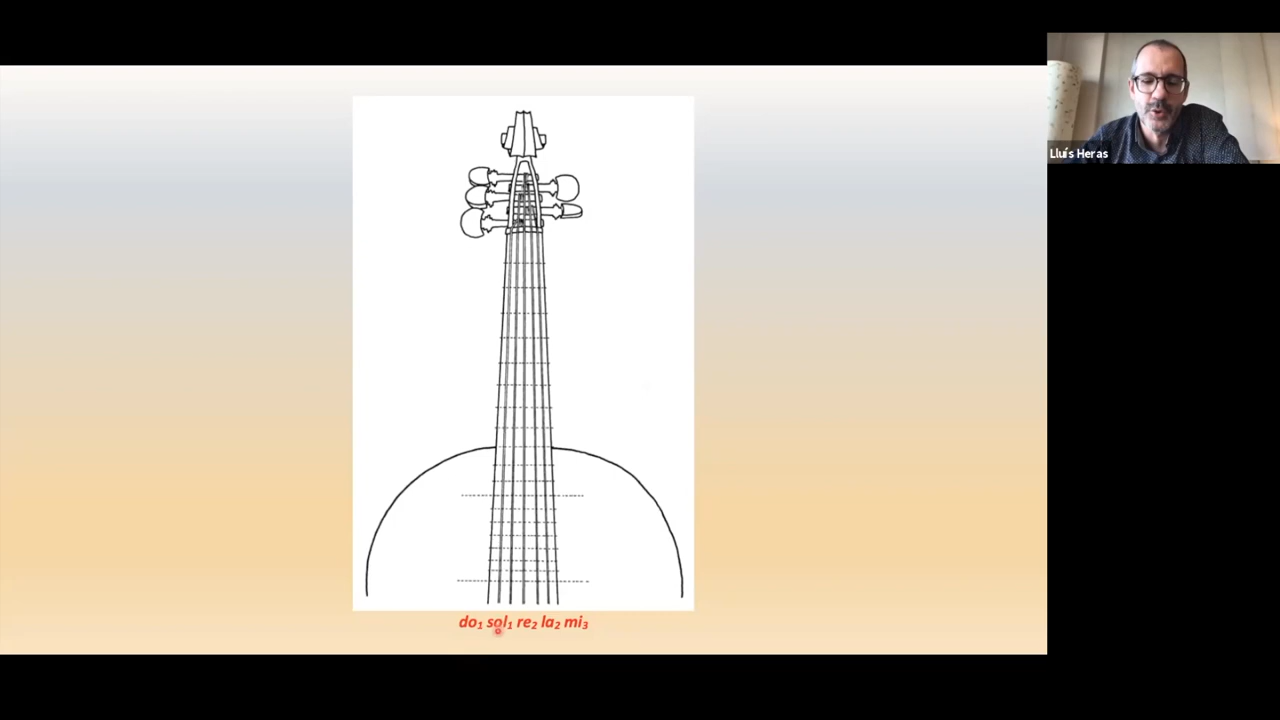 Lluís Heras
do₁ sol₁ re₂ la₂ mi₃